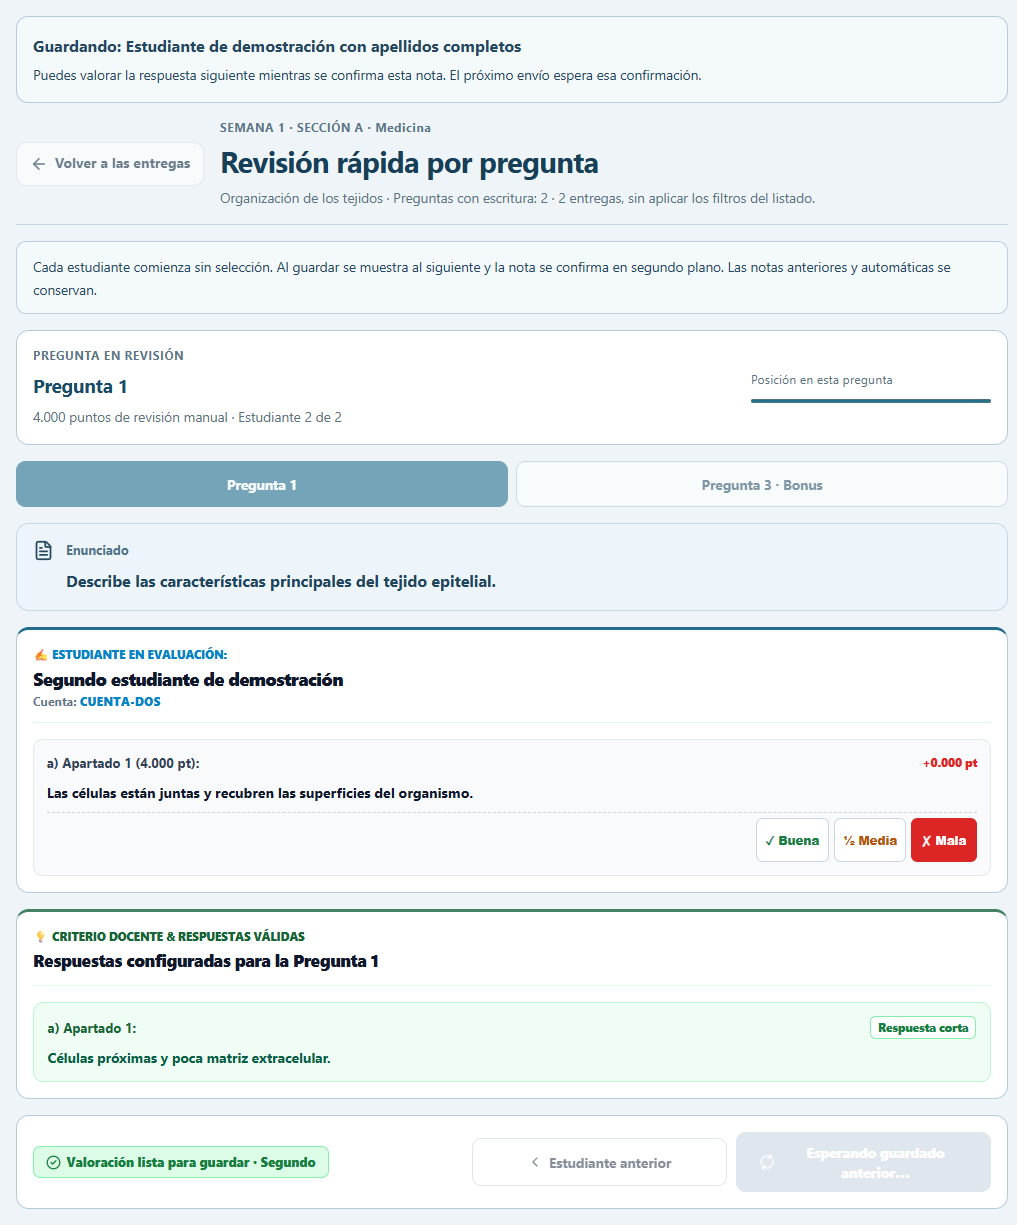 Guardando: Estudiante de demostración con apellidos completos
Puedes valorar la respuesta siguiente mientras se confirma esta nota. El próximo envío espera esa confirmación.
SEMANA 1 · SECCIÓN A · Medicina
Volver a las entregas
Revisión rápida por pregunta
Organización de los tejidos · Preguntas con escritura: 2 · 2 entregas, sin aplicar los filtros del listado.
Cada estudiante comienza sin selección. Al guardar se muestra al siguiente y la nota se confirma en segundo plano. Las notas anteriores y automáticas se
conservan.
PREGUNTA EN REVISIÓN
Pregunta 1
4.000 puntos de revisión manual · Estudiante 2 de 2
Posición en esta pregunta
Pregunta 1
Pregunta 3 · Bonus
Enunciado
Describe las características principales del tejido epitelial.
✍ ESTUDIANTE EN EVALUACIÓN:
Segundo estudiante de demostración
Cuenta: CUENTA-DOS
a) Apartado 1 (4.000 pt):
+0.000 pt
Las células están juntas y recubren las superficies del organismo.
✓ Buena
½ Media
✗ Mala
💡 CRITERIO DOCENTE & RESPUESTAS VÁLIDAS
Respuestas configuradas para la Pregunta 1
a) Apartado 1:
Respuesta corta
Células próximas y poca matriz extracelular.
Valoración lista para guardar · Segundo
Estudiante anterior
Esperando guardado
anterior...